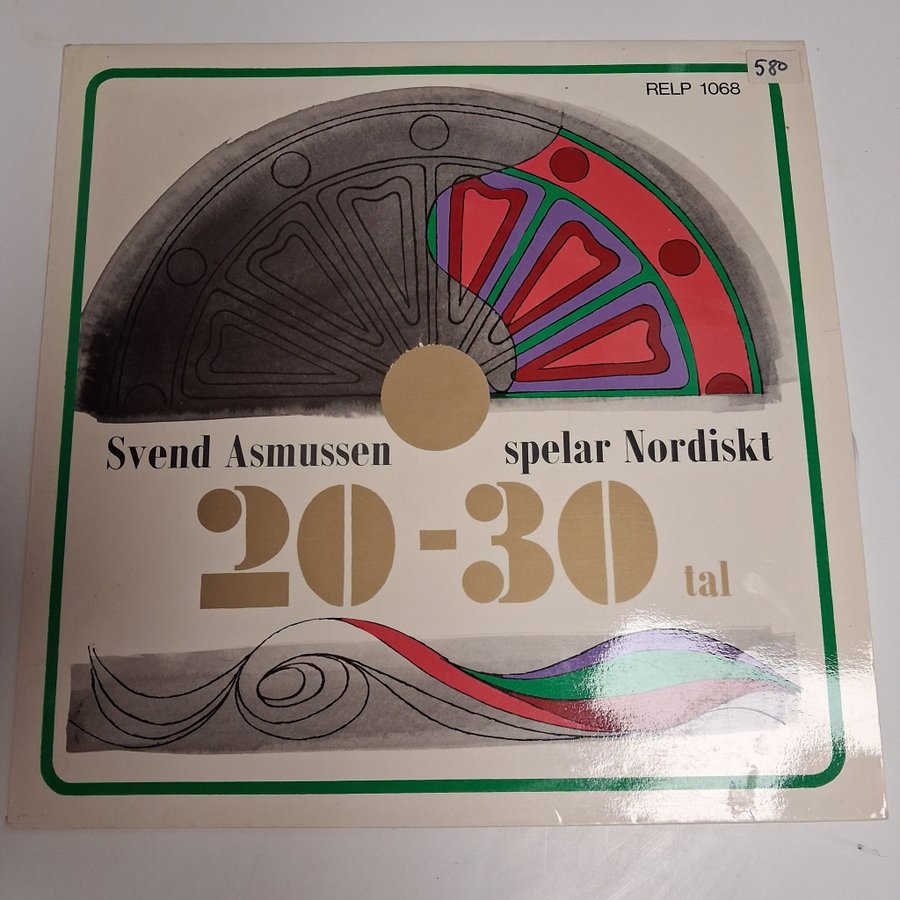 580
RELP 1068
Svend Asmussen spelar Nordiskt
20-30 tal